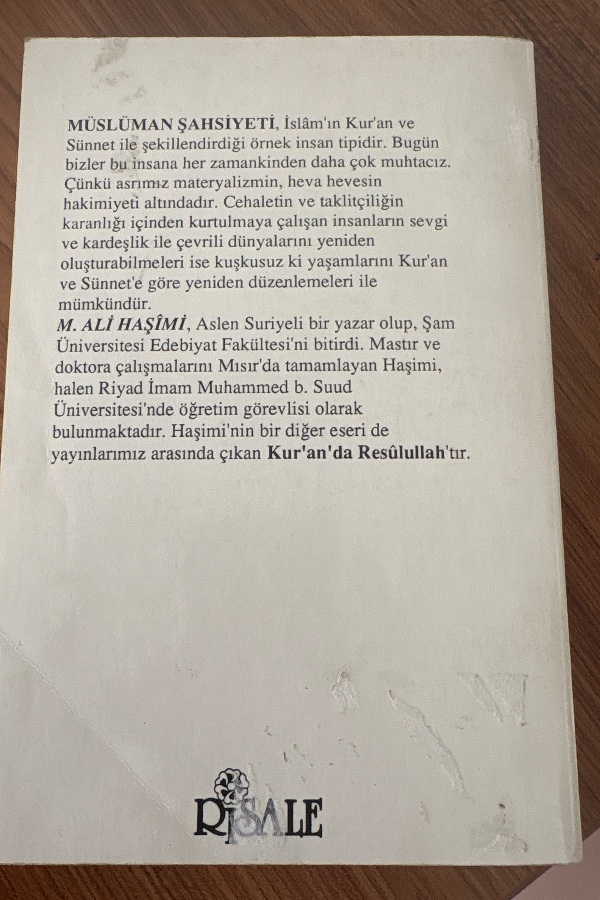 MÜSLÜMAN ŞAHSİYETİ, İslâm'ın Kur'an ve
Sünnet ile şekillendirdiği örnek insan tipidir. Bugün
bizler bu insana her zamankinden daha çok muhtacız.
Çünkü asrımız materyalizmin, heva hevesin
hakimiyeti altındadır. Cehaletin ve taklitçiliğin
karanlığı içinden kurtulmaya çalışan insanların sevgi
ve kardeşlik ile çevrili dünyalarını yeniden
oluşturabilmeleri ise kuşkusuz ki yaşamlarını Kur'an
ve Sünnet'e göre yeniden düzenlemeleri ile
mümkündür.
M. ALİ HAŞÎMİ, Aslen Suriyeli bir yazar olup, Şam
Üniversitesi Edebiyat Fakültesi'ni bitirdi. Mastır ve
doktora çalışmalarını Mısır'da tamamlayan Haşimi,
halen Riyad İmam Muhammed b. Suud
Üniversitesi'nde öğretim görevlisi olarak
bulunmaktadır. Haşimi'nin bir diğer eseri de
yayınlarımız arasında çıkan Kur'an'da Resûlullah'tır.
RİSALE